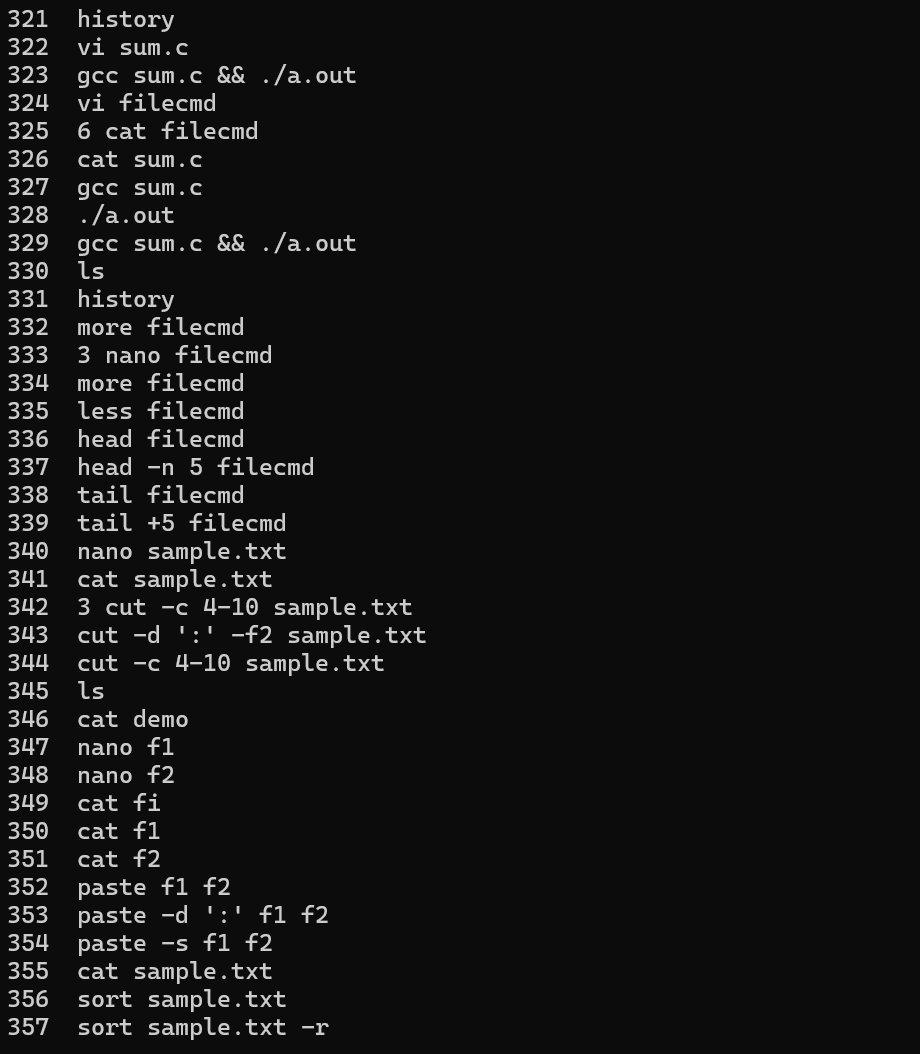 321  history
322  vi sum.c
323  gcc sum.c && ./a.out
324  vi filecmd
325  6 cat filecmd
326  cat sum.c
327  gcc sum.c
328  ./a.out
329  gcc sum.c && ./a.out
330  ls
331  history
332  more filecmd
333  3 nano filecmd
334  more filecmd
335  less filecmd
336  head filecmd
337  head -n 5 filecmd
338  tail filecmd
339  tail +5 filecmd
340  nano sample.txt
341  cat sample.txt
342  3 cut -c 4-10 sample.txt
343  cut -d ':' -f2 sample.txt
344  cut -c 4-10 sample.txt
345  ls
346  cat demo
347  nano f1
348  nano f2
349  cat fi
350  cat f1
351  cat f2
352  paste f1 f2
353  paste -d ':' f1 f2
354  paste -s f1 f2
355  cat sample.txt
356  sort sample.txt
357  sort sample.txt -r